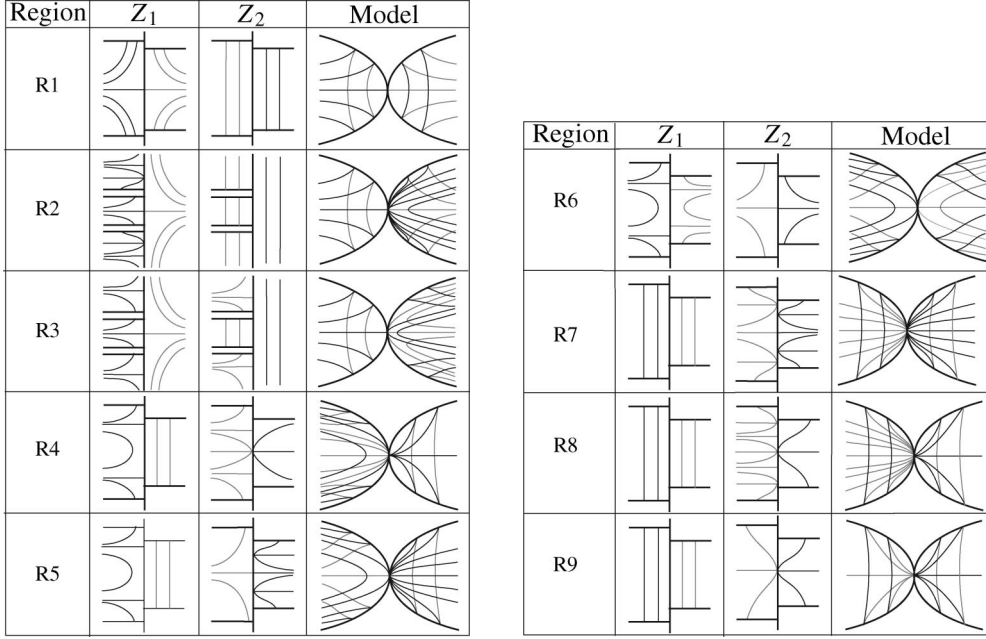 Region Z1 Z2 Model
R1
R2
R3
R4
R5
Region Z1 Z2 Model
R6
R7
R8
R9